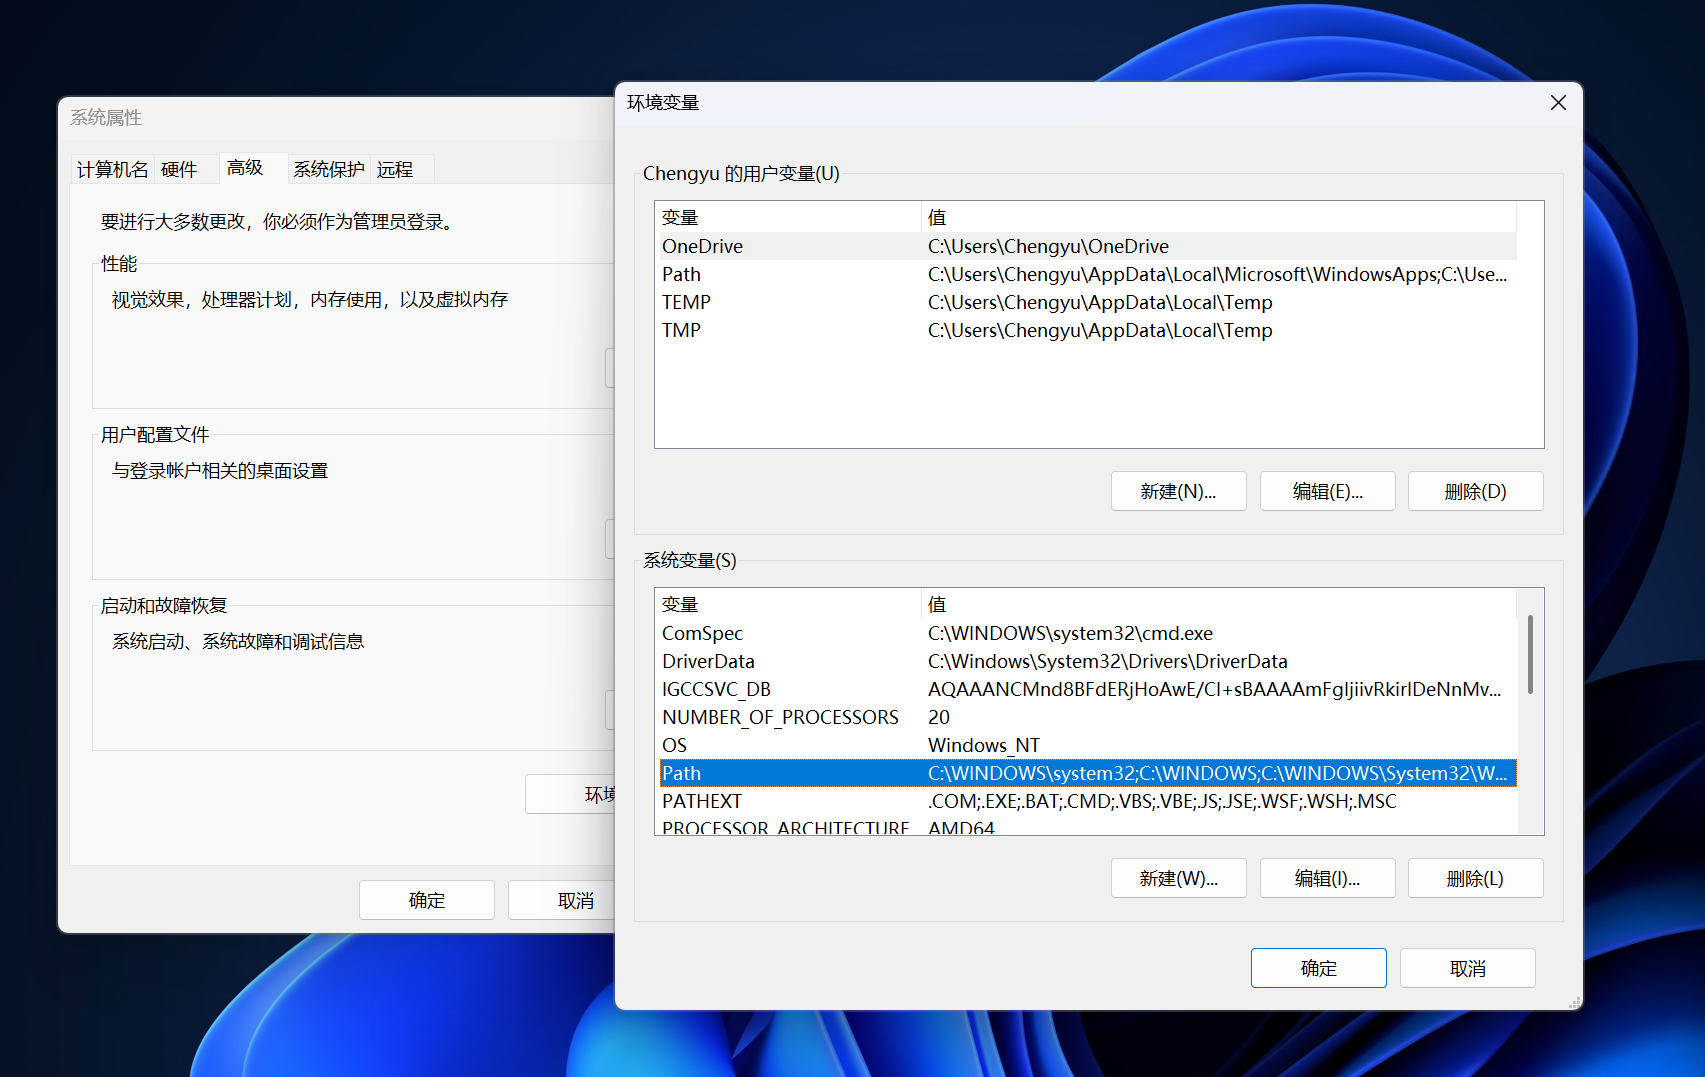 系统属性
计算机名 硬件 高级 系统保护 远程
要进行大多数更改，你必须作为管理员登录。
性能
视觉效果，处理器计划，内存使用，以及虚拟内存
用户配置文件
与登录帐户相关的桌面设置
启动和故障恢复
系统启动、系统故障和调试信息
环境
确定 取消
环境变量
Chengyu 的用户变量(U)
变量 值
OneDrive C:\Users\Chengyu\OneDrive
Path C:\Users\Chengyu\AppData\Local\Microsoft\WindowsApps;C:\Use...
TEMP C:\Users\Chengyu\AppData\Local\Temp
TMP C:\Users\Chengyu\AppData\Local\Temp
新建(N)... 编辑(E)... 删除(D)
系统变量(S)
变量 值
ComSpec C:\WINDOWS\system32\cmd.exe
DriverData C:\Windows\System32\Drivers\DriverData
IGCCSVC_DB
NUMBER_OF_PROCESSORS 20
OS Windows_NT
Path C:\WINDOWS\system32;C:\WINDOWS;C:\WINDOWS\System32\W...
PATHEXT .COM;.EXE;.BAT;.CMD;.VBS;.VBE;.JS;.JSE;.WSF;.WSH;.MSC
PROCESSOR_ARCHITECTURE AMD64
新建(W)... 编辑(I)... 删除(L)
确定 取消